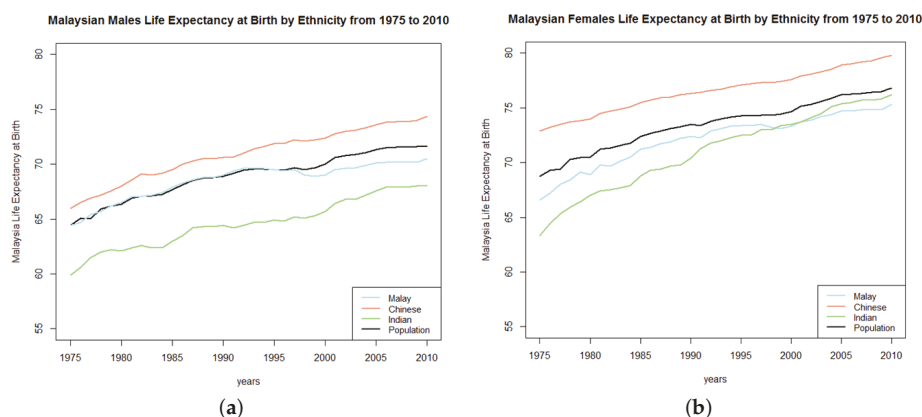 Malaysian Males Life Expectancy at Birth by Ethnicity from 1975 to 2010
Malaysia Life Expectancy at Birth
80
75
70
65
60
55
Malay
Chinese
Indian
Population
1975 1980 1985 1990 1995 2000 2005 2010
years
(a)
Malaysian Females Life Expectancy at Birth by Ethnicity from 1975 to 2010
Malaysia Life Expectancy at Birth
80
75
70
65
60
55
Malay
Chinese
Indian
Population
1975 1980 1985 1990 1995 2000 2005 2010
years
(b)